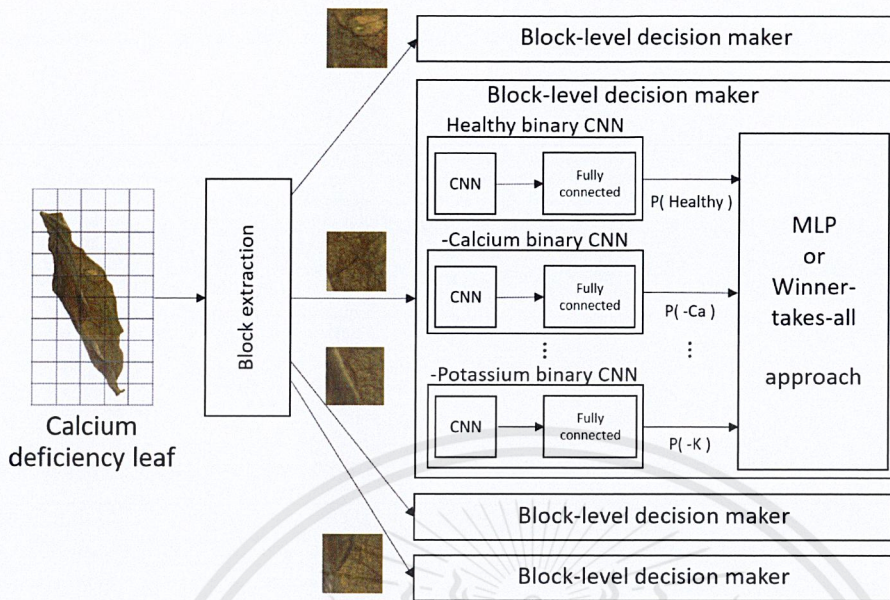 Block-level decision maker
Block-level decision maker
Healthy binary CNN
CNN
Fully
connected
P( Healthy )
-Calcium binary CNN
CNN
Fully
connected
P( -Ca )
-Potassium binary CNN
CNN
Fully
connected
P( -K )
MLP
or
Winner-
takes-all
approach
Block extraction
Calcium
deficiency leaf
Block-level decision maker
Block-level decision maker